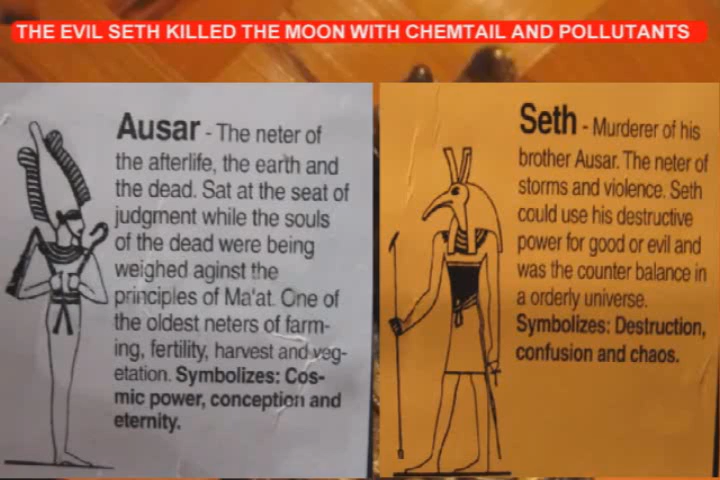 THE EVIL SETH KILLED THE MOON WITH CHEMTAIL AND POLLUTANTS
Ausar - The neter of
the afterlife, the earth and
the dead. Sat at the seat of
judgment while the souls
of the dead were being
weighed aginst the
principles of Ma'at. One of
the oldest neters of farm-
ing, fertility, harvest and veg-
etation. Symbolizes: Cos-
mic power, conception and
eternity.
Seth - Murderer of his
brother Ausar. The neter of
storms and violence. Seth
could use his destructive
power for good or evil and
was the counter balance in
a orderly universe.
Symbolizes: Destruction,
confusion and chaos.